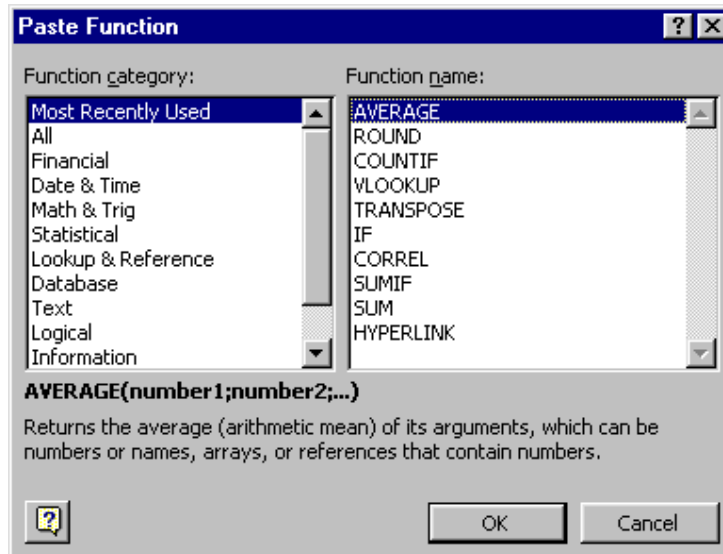 Paste Function
Function category:
Most Recently Used
All
Financial
Date & Time
Math & Trig
Statistical
Lookup & Reference
Database
Text
Logical
Information
Function name:
AVERAGE
ROUND
COUNTIF
VLOOKUP
TRANSPOSE
IF
CORREL
SUMIF
SUM
HYPERLINK
AVERAGE(number1;number2;...)
Returns the average (arithmetic mean) of its arguments, which can be
numbers or names, arrays, or references that contain numbers.
OK
Cancel